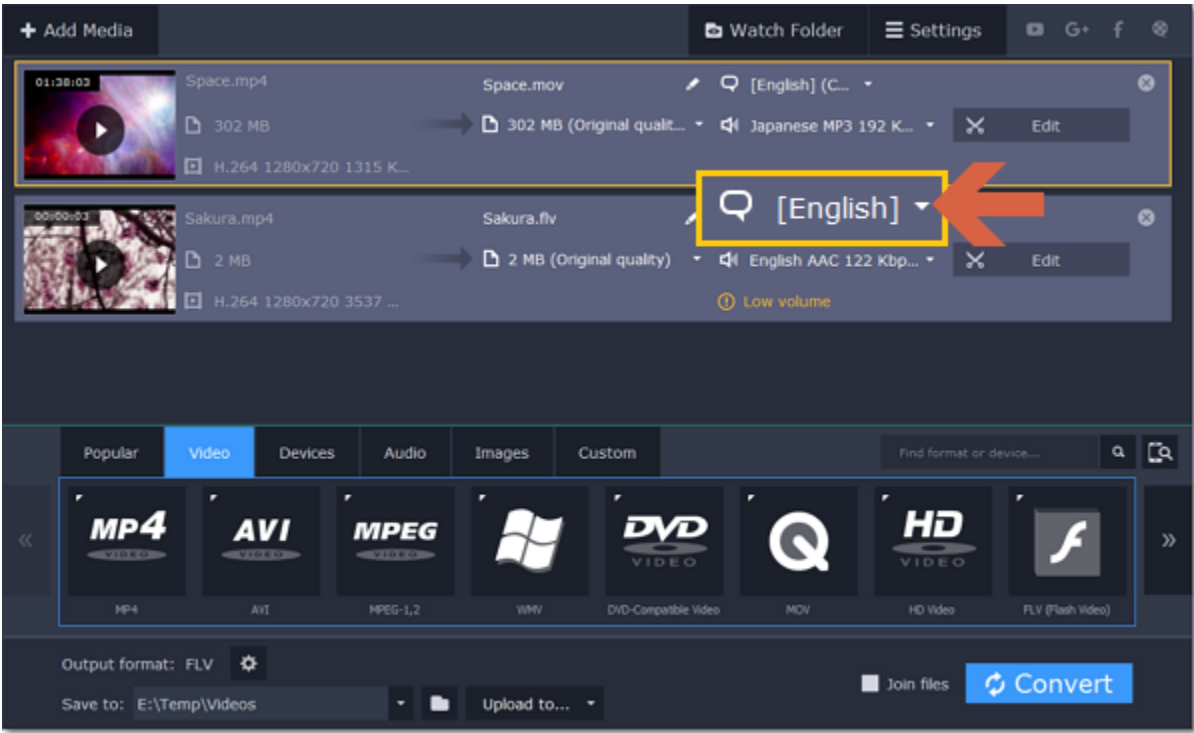 Add Media
Watch Folder
Settings
G+
01:38:03
Space.mp4
Space.mov
[English] (C...
302 MB
302 MB (Original qualit...
Japanese MP3 192 K...
Edit
H.264 1280x720 1315 K...
[English]
00:00:03
Sakura.mp4
Sakura.flv
2 MB
2 MB (Original quality)
English AAC 122 Kbp...
Edit
H.264 1280x720 3537 ...
Low volume
Popular
Video
Devices
Audio
Images
Custom
Find format or device....
MP4 VIDEO
AVI VIDEO
MPEG VIDEO
DVD VIDEO
HD VIDEO
MP4
AVI
MPEG-1,2
WMV
DVD-Compatible Video
MOV
HD Video
FLV (Flash Video)
Output format: FLV
Join files
Convert
Save to: E:\Temp\Videos
Upload to...